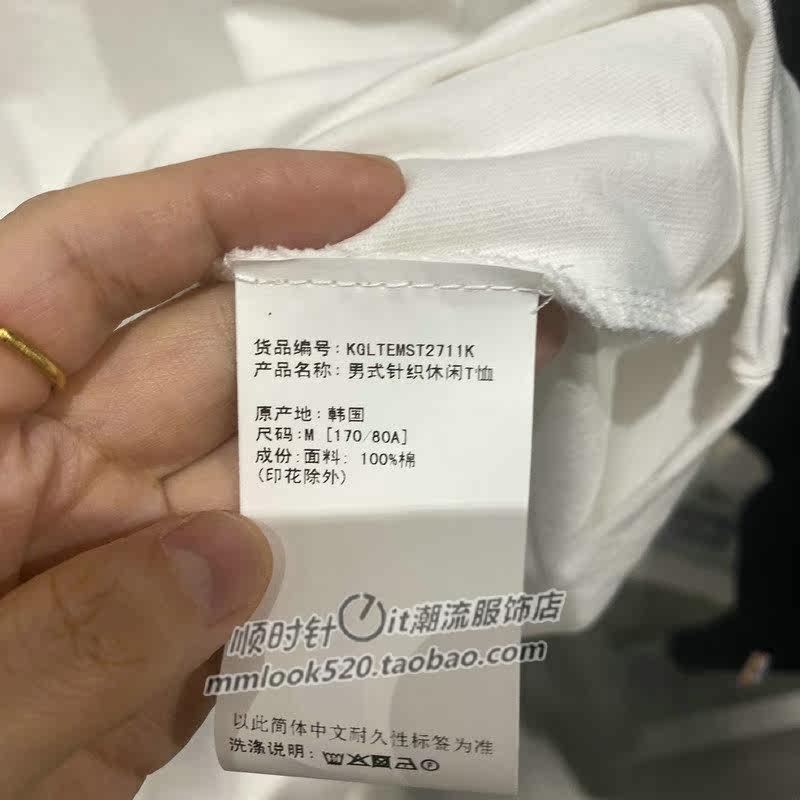 货品编号: KGLTEMST2711K
产品名称: 男式针织休闲T恤
原产地: 韩国
尺码: M [170/80A]
成份: 面料: 100%棉
(印花除外)
顺时针it潮流服饰店
mmlook520.taobao.com
以此简体中文耐久性标签为准
洗涤说明: